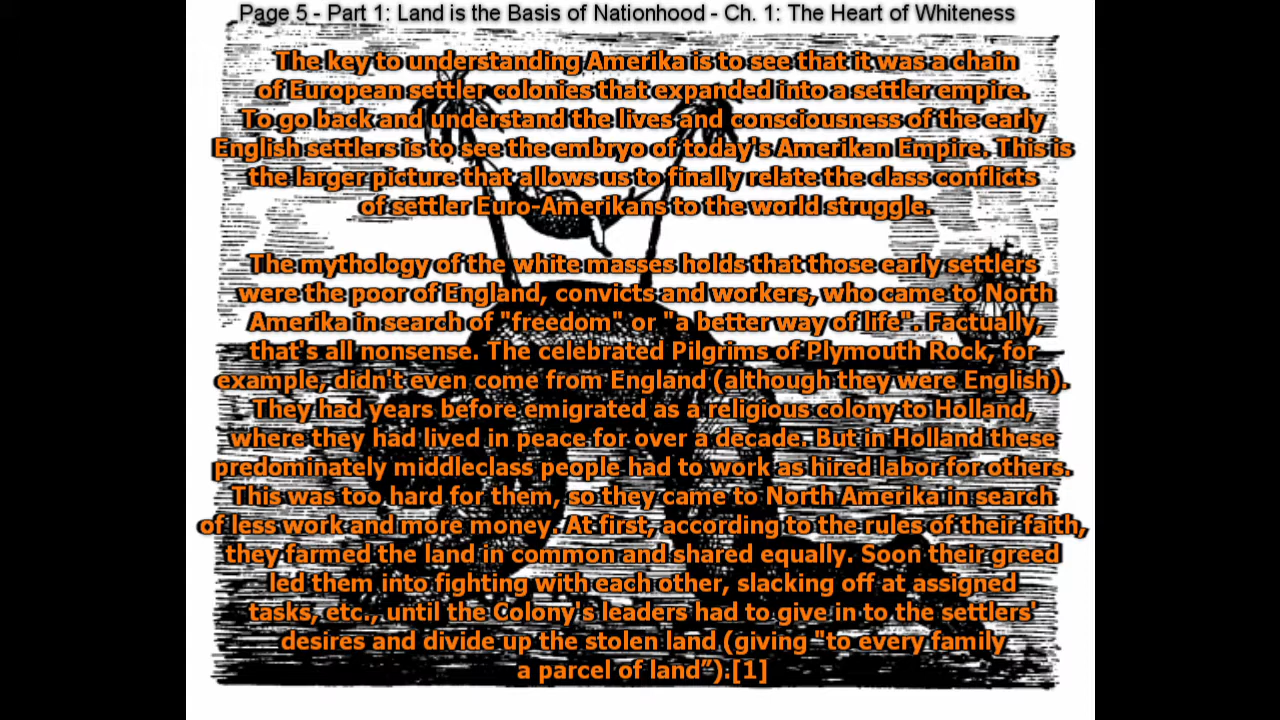 Page 5 - Part 1: Land is the Basis of Nationhood - Ch. 1: The Heart of Whiteness
The key to understanding Amerika is to see that it was a chain
of European settler colonies that expanded into a settler empire.
To go back and understand the lives and consciousness of the early
English settlers is to see the embryo of today's Amerikan Empire. This is
the larger picture that allows us to finally relate the class conflicts
of settler Euro-Amerikans to the world struggle.
The mythology of the white masses holds that those early settlers
were the poor of England, convicts and workers, who came to North
Amerika in search of "freedom" or "a better way of life". Factually,
that's all nonsense. The celebrated Pilgrims of Plymouth Rock, for
example, didn't even come from England (although they were English).
They had years before emigrated as a religious colony to Holland,
where they had lived in peace for over a decade. But in Holland these
predominately middleclass people had to work as hired labor for others.
This was too hard for them, so they came to North Amerika in search
of less work and more money. At first, according to the rules of their faith,
they farmed the land in common and shared equally. Soon their greed
led them into fighting with each other, slacking off at assigned
tasks, etc., until the Colony's leaders had to give in to the settlers'
desires and divide up the stolen land (giving "to every family
a parcel of land”).[1]